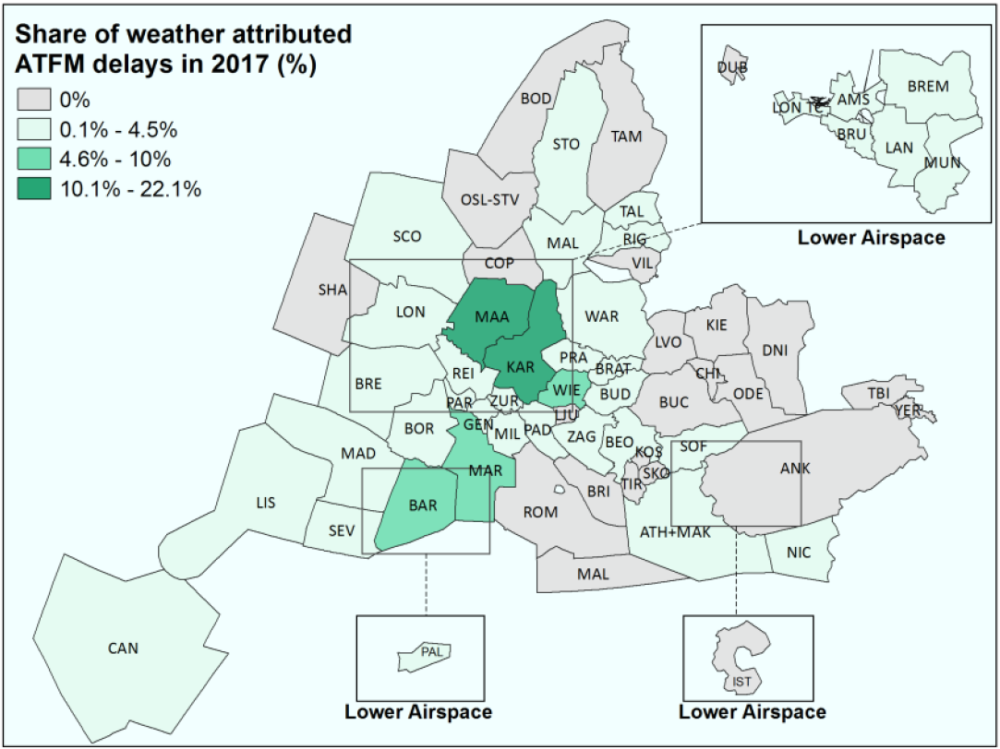 Share of weather attributed
ATFM delays in 2017 (%)
0%
0.1% - 4.5%
4.6% - 10%
10.1% - 22.1%
DUB
LON TC
AMS
BREM
BRU
LAN
MUN
Lower Airspace
BOD
STO
TAM
OSL-STV
TAL
SCO
MAL
RIG
COP
VIL
SHA
LON
MAA
WAR
KIE
LVO
DNI
PRA
KAR
BRAT
CHI
REI
BRE
WIE
BUD
ODE
TBI
PAR
ZUR
BUC
YER
LJU
GEN
BOR
MIL
PAD
ZAG
BEO
SOF
MAD
KOS
MAR
SKO
ANK
TIR
BRI
LIS
BAR
ROM
SEV
ATH+MAK
NIC
MAL
CAN
PAL
IST
Lower Airspace
Lower Airspace